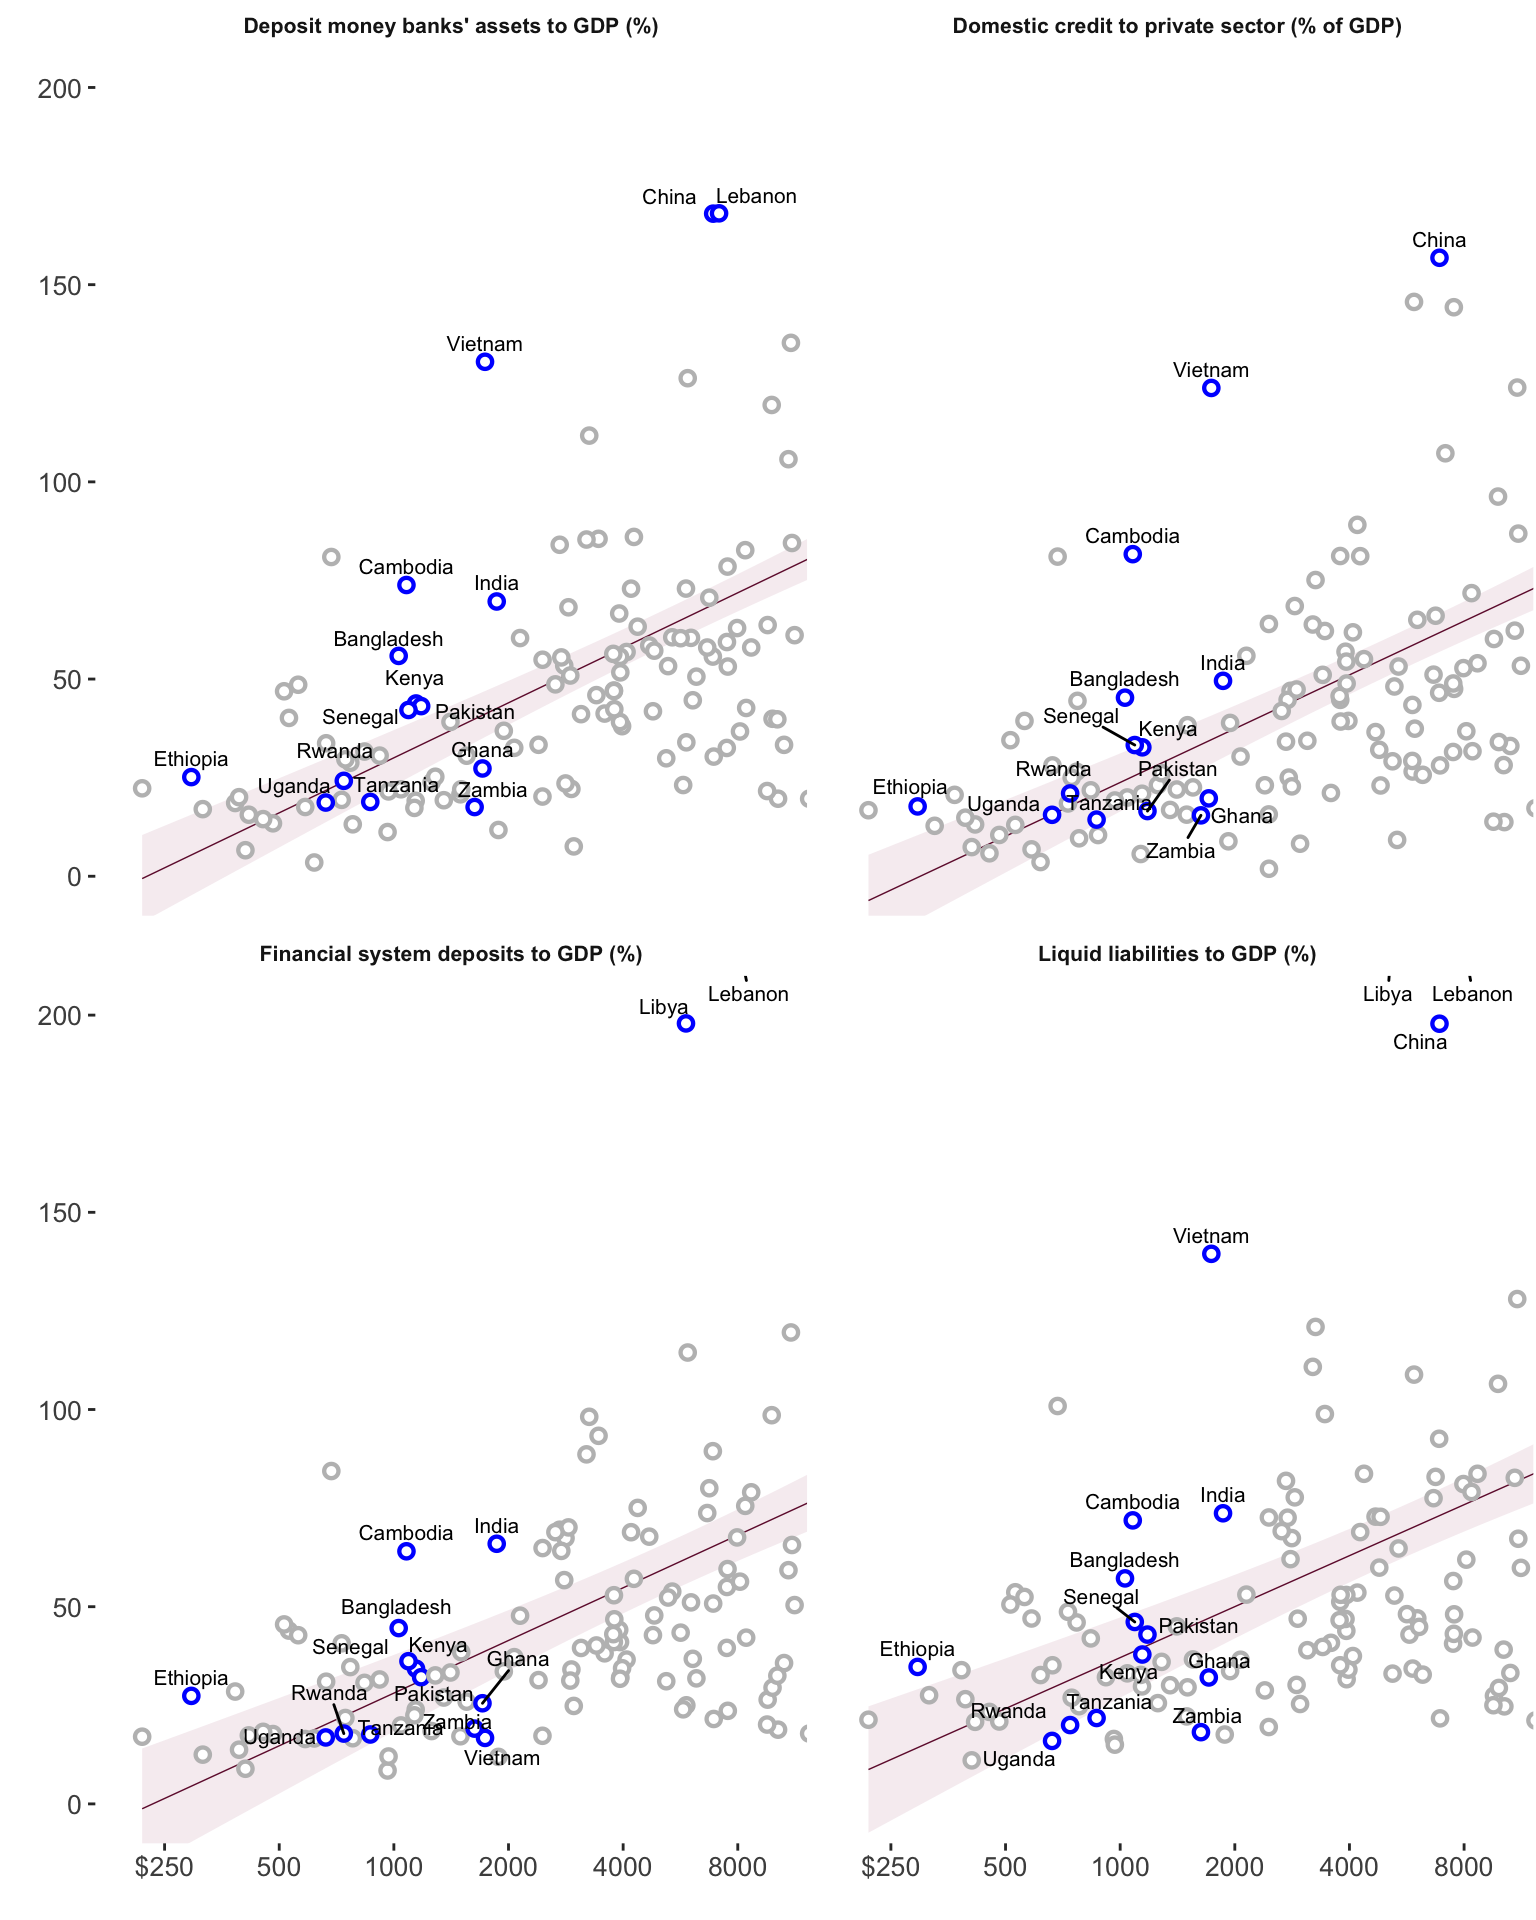 Deposit money banks' assets to GDP (%)
Domestic credit to private sector (% of GDP)
200
150
100
50
0
China
Lebanon
Vietnam
Cambodia
India
Bangladesh
Kenya
Senegal
Pakistan
Rwanda
Ghana
Ethiopia
Uganda
Tanzania
Zambia
China
Vietnam
Cambodia
India
Bangladesh
Senegal
Kenya
Rwanda
Pakistan
Ethiopia
Uganda
Tanzania
Ghana
Zambia
Financial system deposits to GDP (%)
Liquid liabilities to GDP (%)
200
150
100
50
0
Lebanon
Libya
Cambodia
India
Bangladesh
Senegal
Kenya
Ghana
Ethiopia
Rwanda
Pakistan
Uganda
Tanzania
Zambia
Vietnam
Libya
Lebanon
China
Vietnam
Cambodia
India
Bangladesh
Senegal
Pakistan
Ethiopia
Kenya
Ghana
Rwanda
Tanzania
Zambia
Uganda
$250
500
1000
2000
4000
8000
$250
500
1000
2000
4000
8000